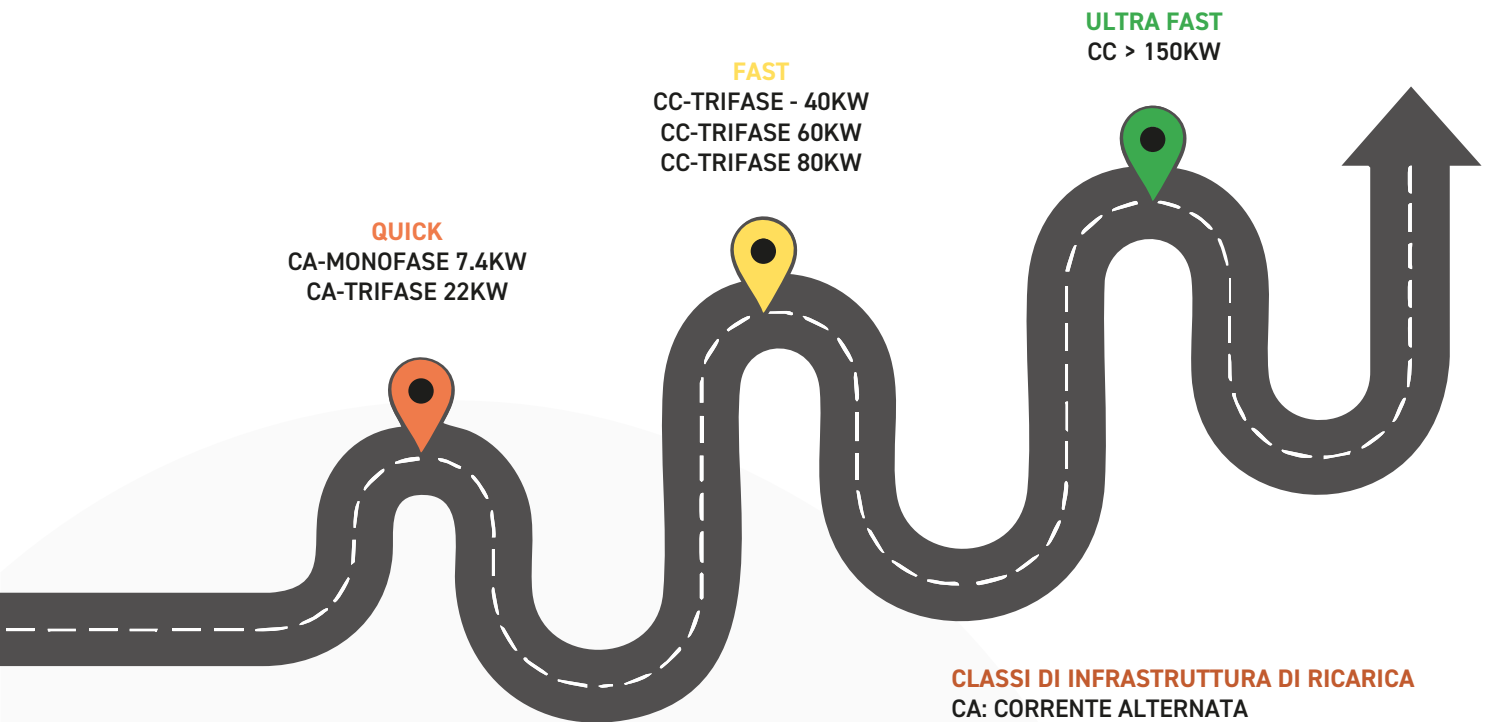 ULTRA FAST
CC > 150KW
FAST
CC-TRIFASE - 40KW
CC-TRIFASE 60KW
CC-TRIFASE 80KW
QUICK
CA-MONOFASE 7.4KW
CA-TRIFASE 22KW
CLASSI DI INFRASTRUTTURA DI RICARICA
CA: CORRENTE ALTERNATA